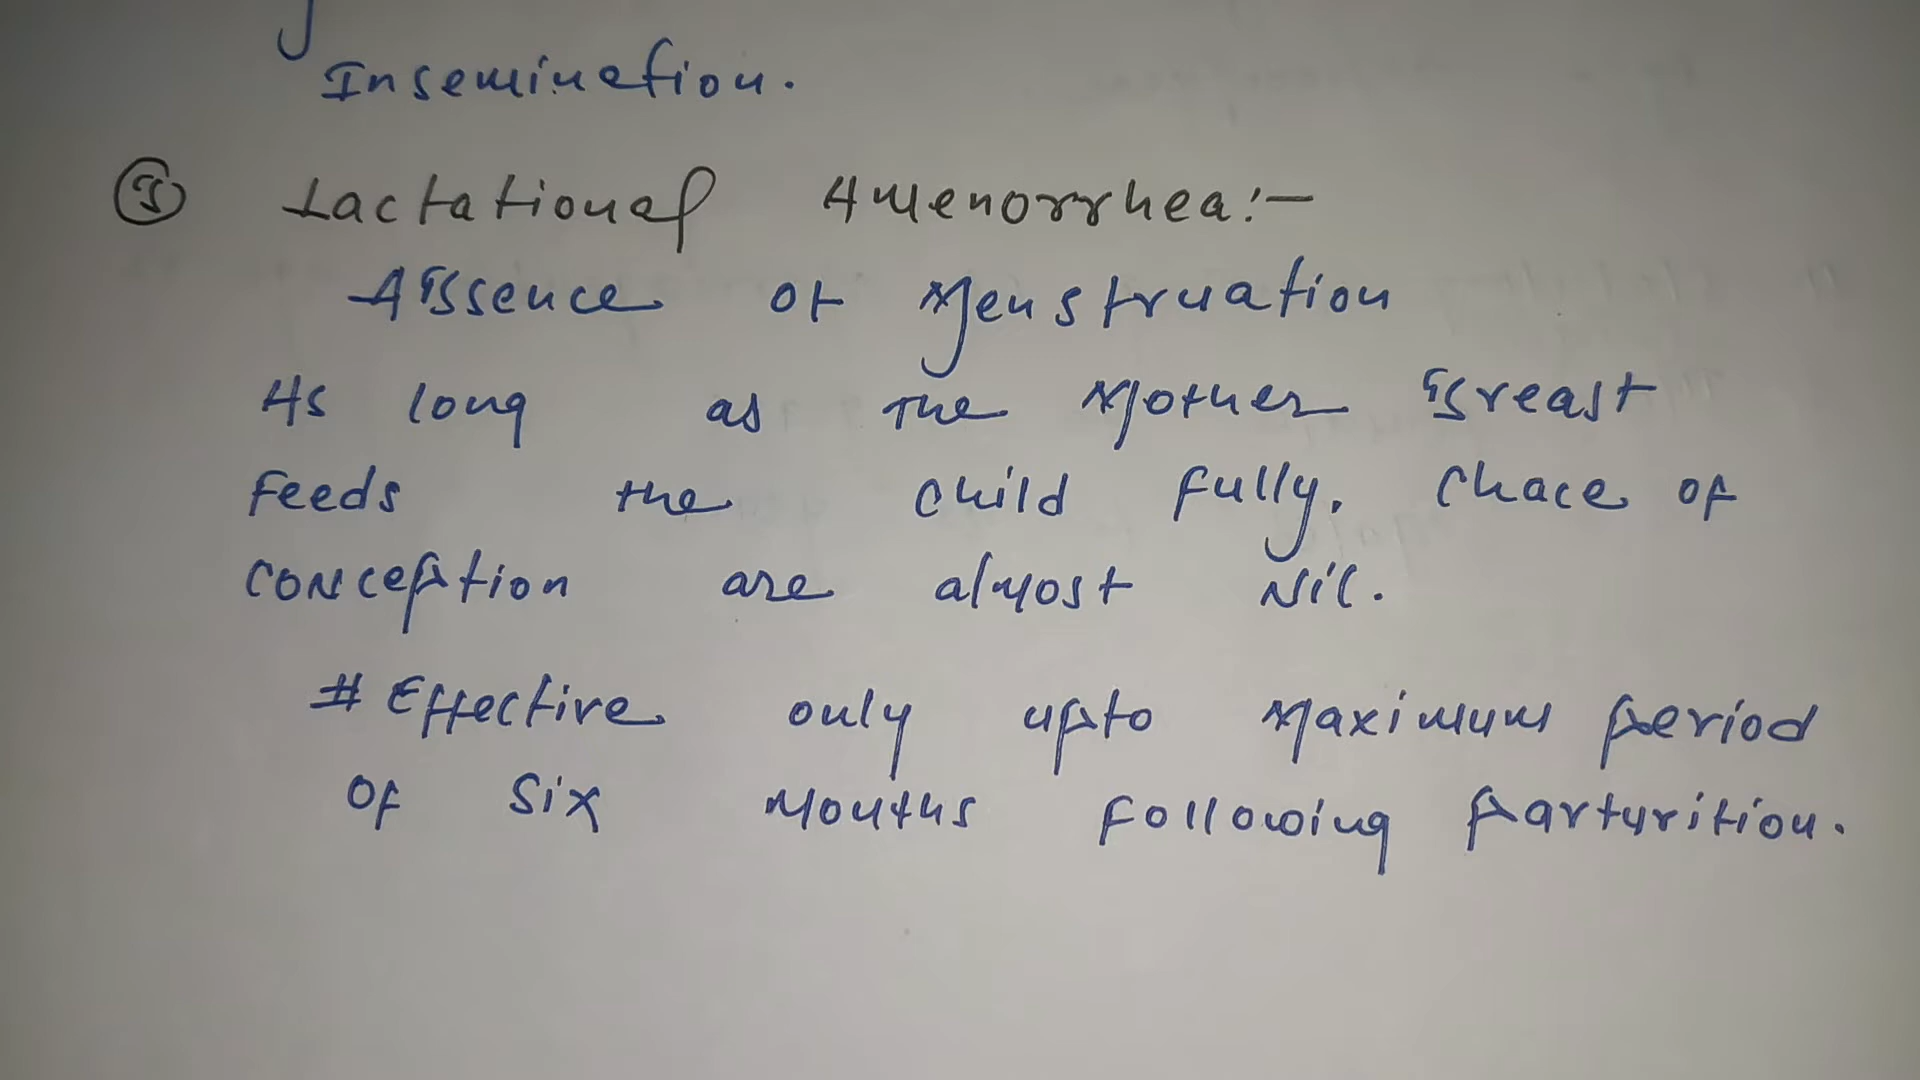 Insemination.
③ Lactational Amenorrhea:-
Absence of Menstruation
As long as the Mother Breast
Feeds the child fully. Chace of
conception are almost Nil.
# Effective only upto Maximum period
of six Months following parturition.